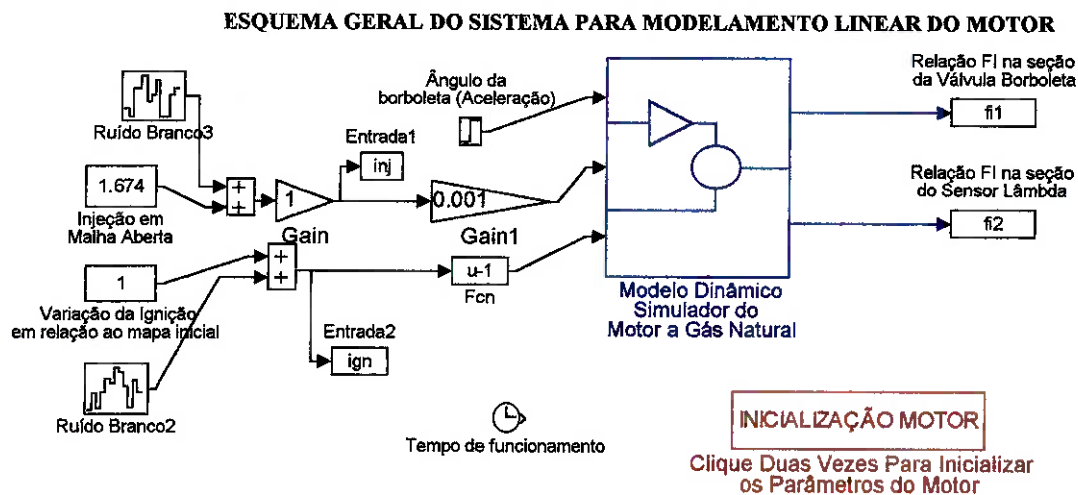 ESQUEMA GERAL DO SISTEMA PARA MODELAMENTO LINEAR DO MOTOR
Ruído Branco3
1.674
Injeção em
Malha Aberta
+
+
1
Gain
Entrada1
inj
0.001
Gain1
Ângulo da
borboleta (Aceleração)
1
Variação da Ignição
em relação ao mapa inicial
+
+
u-1
Fcn
Entrada2
ign
Ruído Branco2
Modelo Dinâmico
Simulador do
Motor a Gás Natural
Relação FI na seção
da Válvula Borboleta
fi1
Relação FI na seção
do Sensor Lâmbda
fi2
Tempo de funcionamento
INICIALIZAÇÃO MOTOR
Clique Duas Vezes Para Inicializar
os Parâmetros do Motor